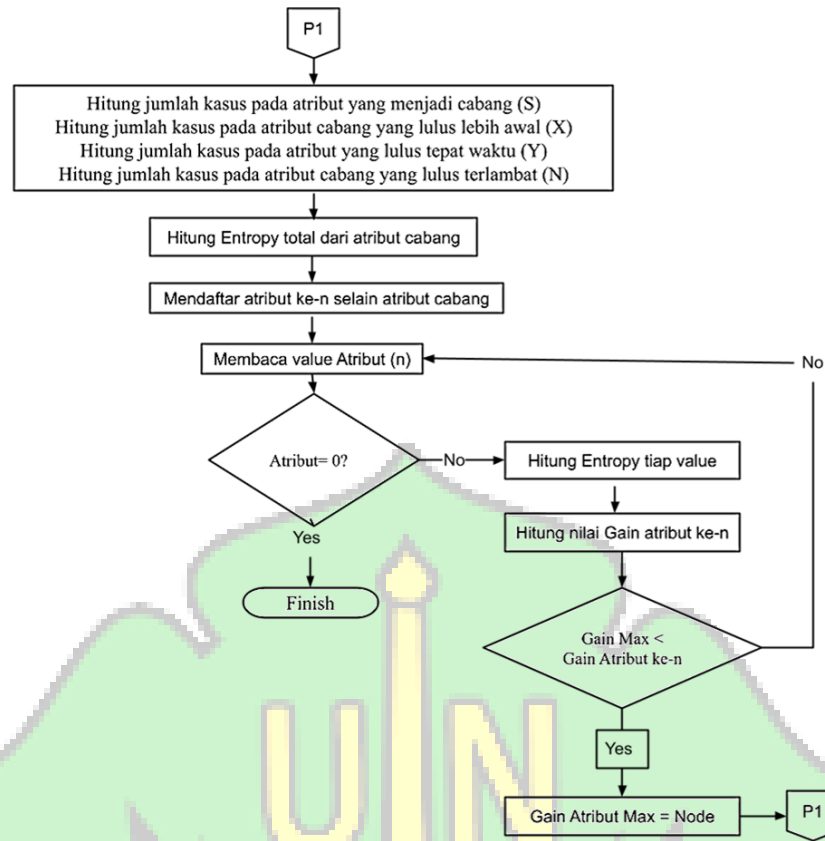 P1
Hitung jumlah kasus pada atribut yang menjadi cabang (S)
Hitung jumlah kasus pada atribut cabang yang lulus lebih awal (X)
Hitung jumlah kasus pada atribut yang lulus tepat waktu (Y)
Hitung jumlah kasus pada atribut cabang yang lulus terlambat (N)
Hitung Entropy total dari atribut cabang
Mendaftar atribut ke-n selain atribut cabang
Membaca value Atribut (n)
No
Atribut= 0?
No
Hitung Entropy tiap value
Hitung nilai Gain atribut ke-n
Yes
Finish
Gain Max <
Gain Atribut ke-n
Yes
Gain Atribut Max = Node
P1
UIN